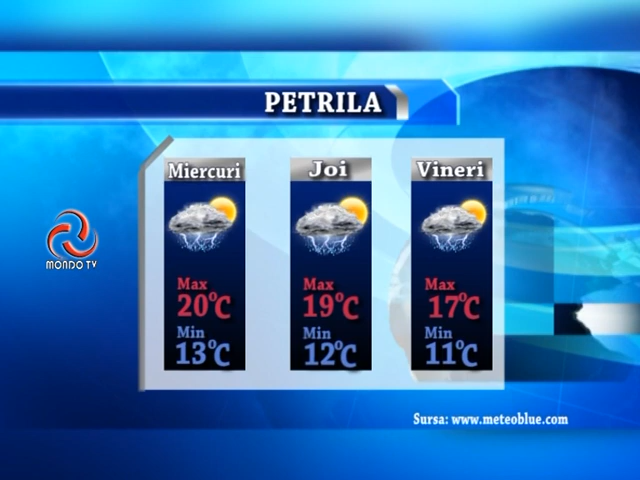 PETRILA
Miercuri
Joi
Vineri
Max
20°C
Min
13°C
Max
19°C
Min
12°C
Max
17°C
Min
11°C
MONDO TV
Sursa: www.meteoblue.com